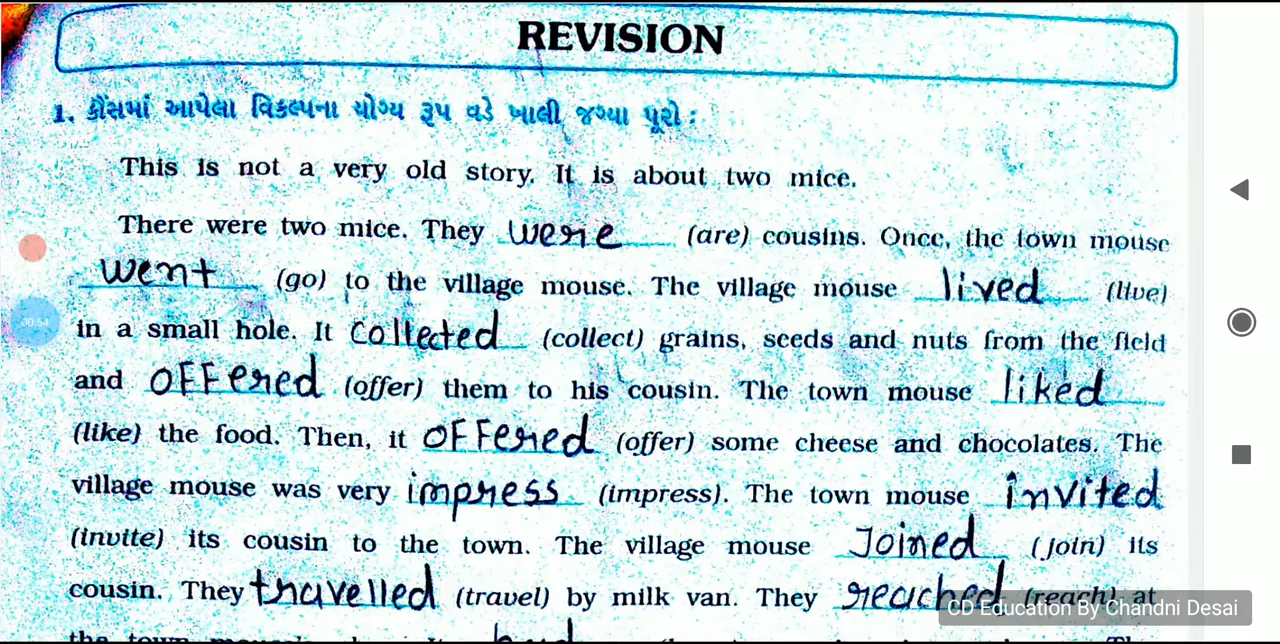 REVISION
1. કૌંસમાં આપેલા વિકલ્પના યોગ્ય રૂપ વડે ખાલી જગ્યા પૂરો :
This is not a very old story. It is about two mice.
There were two mice. They were (are) cousins. Once, the town mouse
went (go) to the village mouse. The village mouse lived (live)
00:54
in a small hole. It collected (collect) grains, seeds and nuts from the field
and offered (offer) them to his cousin. The town mouse liked
(like) the food. Then, it offered (offer) some cheese and chocolates. The
village mouse was very impress (impress). The town mouse invited
(invite) its cousin to the town. The village mouse Joined (join) its
cousin. They travelled (travel) by milk van. They reached (reach) at
CD Education By Chandni Desai
the town